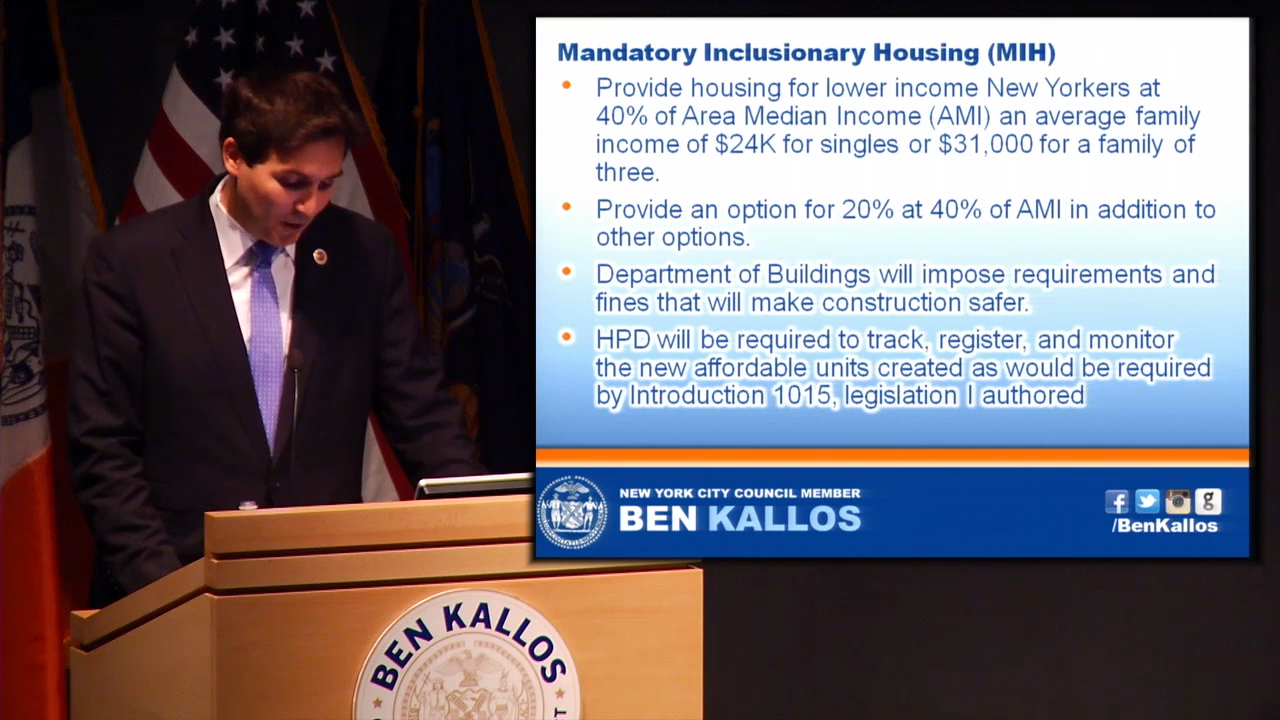 Mandatory Inclusionary Housing (MIH)
• Provide housing for lower income New Yorkers at
40% of Area Median Income (AMI) an average family
income of $24K for singles or $31,000 for a family of
three.
• Provide an option for 20% at 40% of AMI in addition to
other options.
• Department of Buildings will impose requirements and
fines that will make construction safer.
• HPD will be required to track, register, and monitor
the new affordable units created as would be required
by Introduction 1015, legislation I authored
NEW YORK CITY COUNCIL MEMBER
BEN KALLOS
/BenKallos
BEN KALLOS